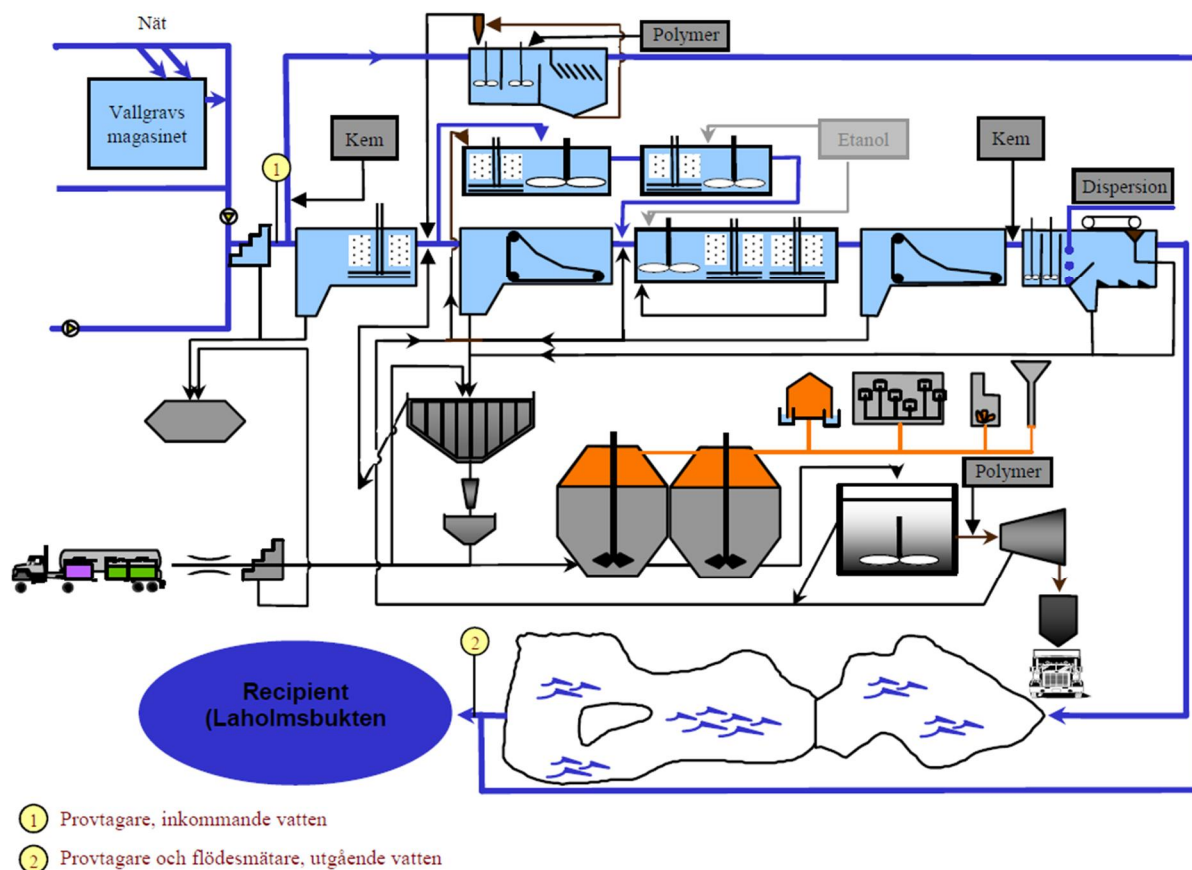 Nät
Polymer
Vallgravs
magasinet
Kem
Etanol
Kem
1
Dispersion
Polymer
2
Recipient
(Laholmsbukten
1 Provtagare, inkommande vatten
2 Provtagare och flödesmätare, utgående vatten